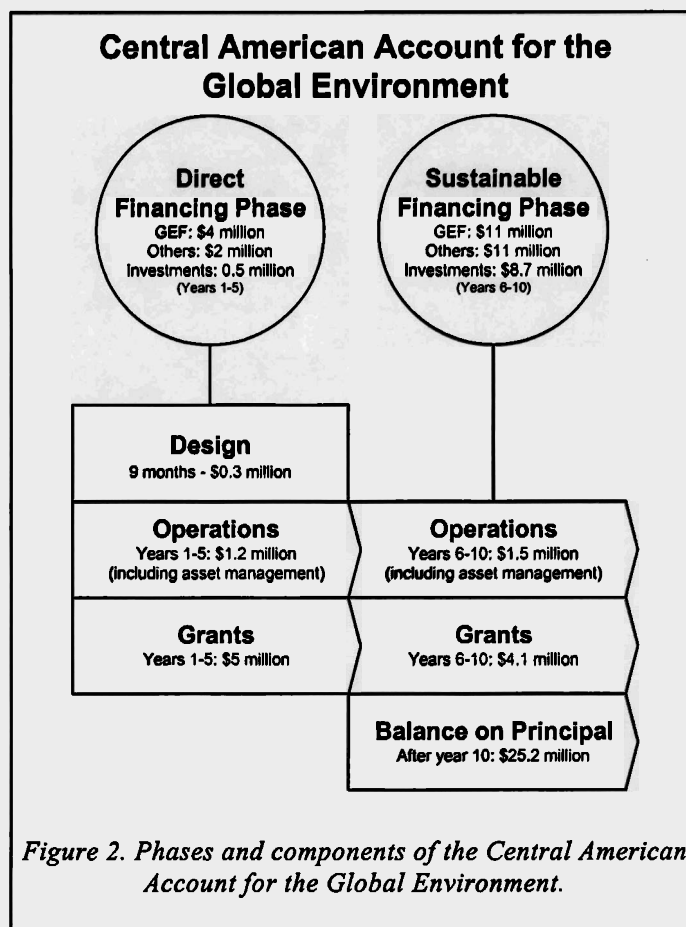 Central American Account for the
Global Environment
Direct
Financing Phase
GEF: $4 million
Others: $2 million
Investments: 0.5 million
(Years 1-5)
Sustainable
Financing Phase
GEF: $11 million
Others: $11 million
Investments: $8.7 million
(Years 6-10)
Design
9 months - $0.3 million
Operations
Years 1-5: $1.2 million
(including asset management)
Operations
Years 6-10: $1.5 million
(including asset management)
Grants
Years 1-5: $5 million
Grants
Years 6-10: $4.1 million
Balance on Principal
After year 10: $25.2 million
Figure 2. Phases and components of the Central American
Account for the Global Environment.